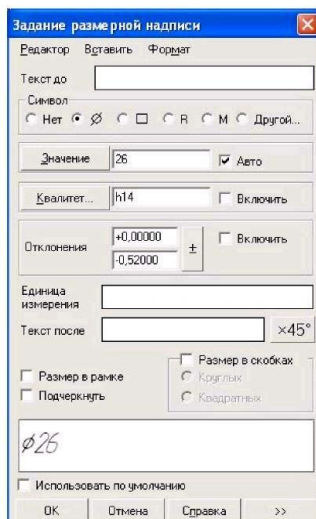 Задание размерной надписи
Редактор Вставить Формат
Текст до
Символ
Нет Ø □ R M Другой...
Значение 26 Авто
Квалитет... h14 Включить
+0,00000 Включить
Отклонения ±
-0,52000
Единица
измерения
Текст после ×45°
Размер в скобках
Размер в рамке Круглых
Подчеркнуть Квадратных
Ø26
Использовать по умолчанию
OK Отмена Справка >>